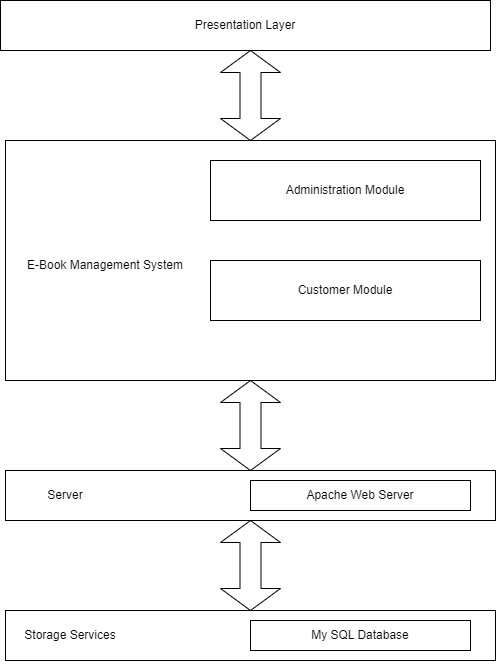 Presentation Layer
Administration Module
E-Book Management System
Customer Module
Server
Apache Web Server
Storage Services
My SQL Database